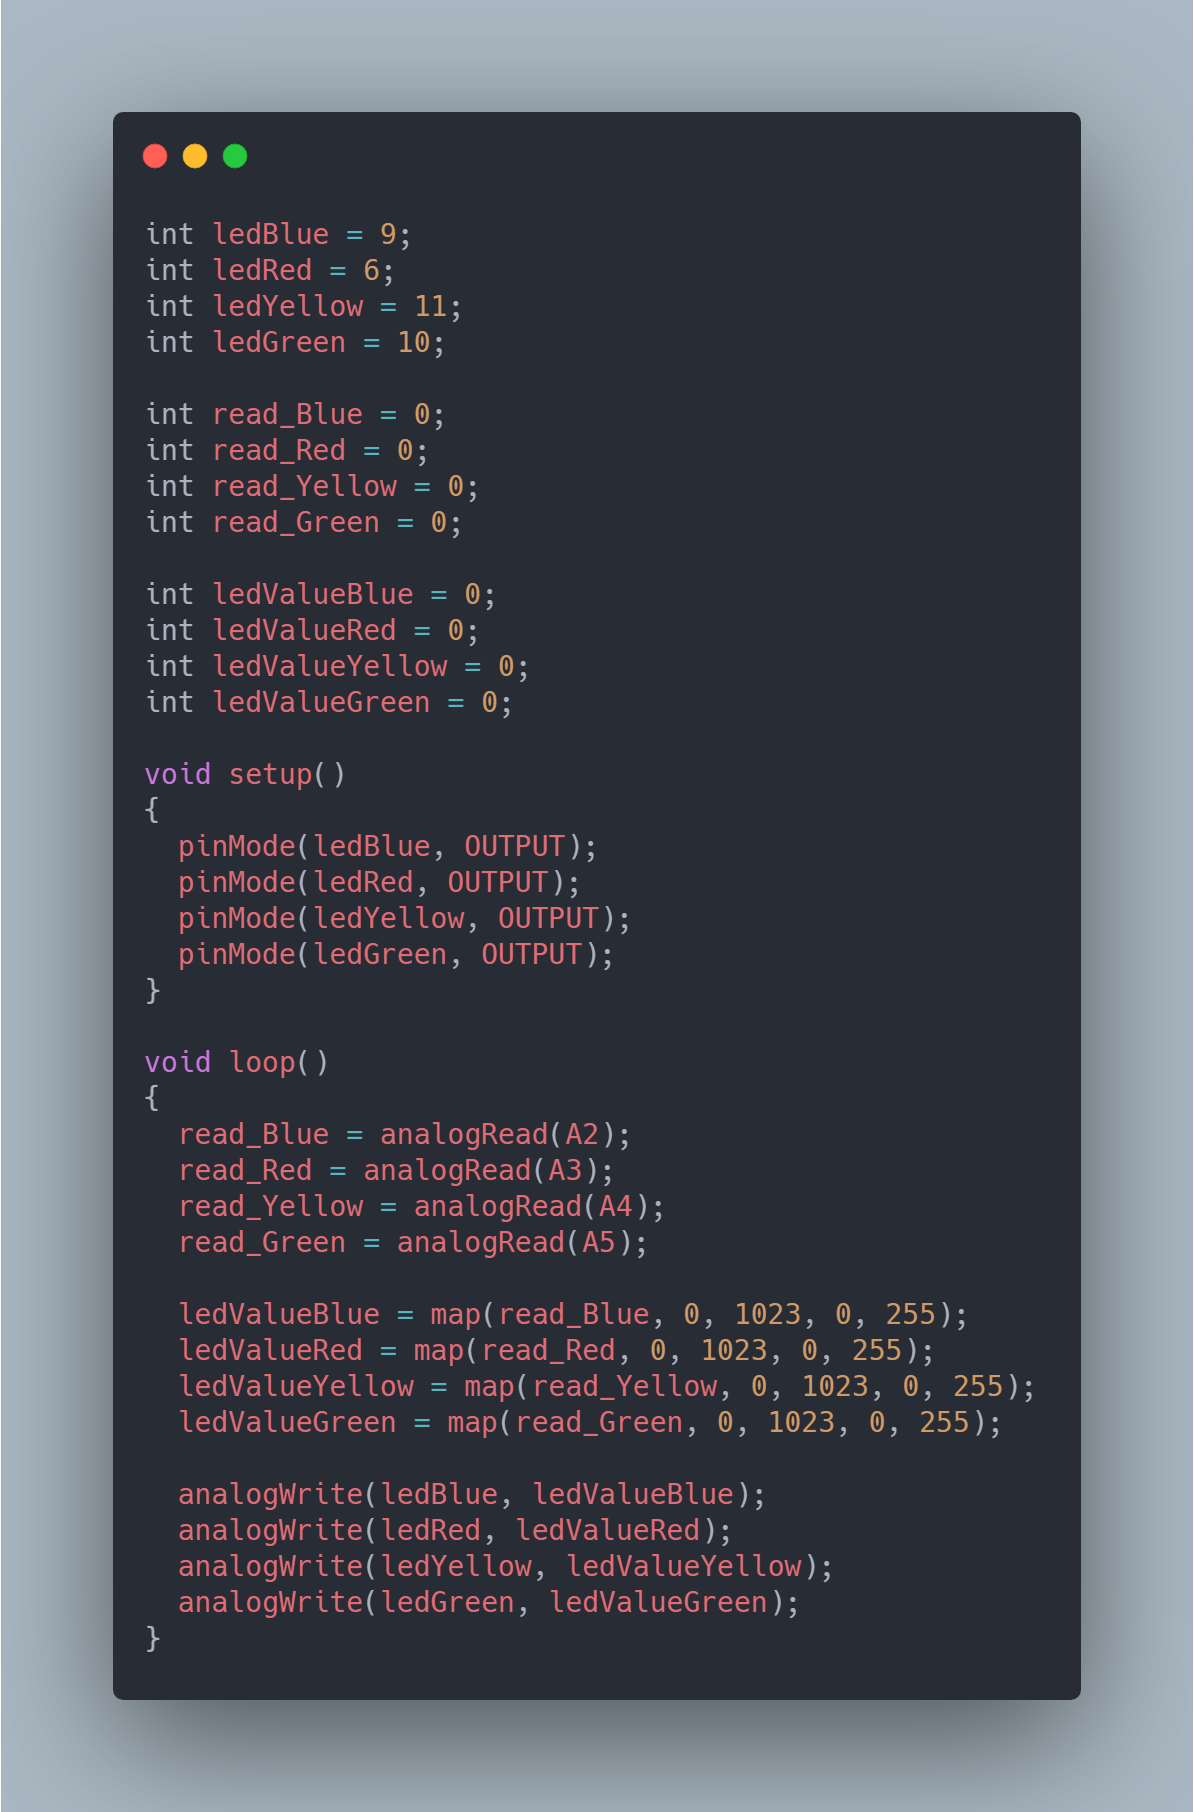 int ledBlue = 9;
int ledRed = 6;
int ledYellow = 11;
int ledGreen = 10;

int read_Blue = 0;
int read_Red = 0;
int read_Yellow = 0;
int read_Green = 0;

int ledValueBlue = 0;
int ledValueRed = 0;
int ledValueYellow = 0;
int ledValueGreen = 0;

void setup()
{
  pinMode(ledBlue, OUTPUT);
  pinMode(ledRed, OUTPUT);
  pinMode(ledYellow, OUTPUT);
  pinMode(ledGreen, OUTPUT);
}

void loop()
{
  read_Blue = analogRead(A2);
  read_Red = analogRead(A3);
  read_Yellow = analogRead(A4);
  read_Green = analogRead(A5);

  ledValueBlue = map(read_Blue, 0, 1023, 0, 255);
  ledValueRed = map(read_Red, 0, 1023, 0, 255);
  ledValueYellow = map(read_Yellow, 0, 1023, 0, 255);
  ledValueGreen = map(read_Green, 0, 1023, 0, 255);

  analogWrite(ledBlue, ledValueBlue);
  analogWrite(ledRed, ledValueRed);
  analogWrite(ledYellow, ledValueYellow);
  analogWrite(ledGreen, ledValueGreen);
}